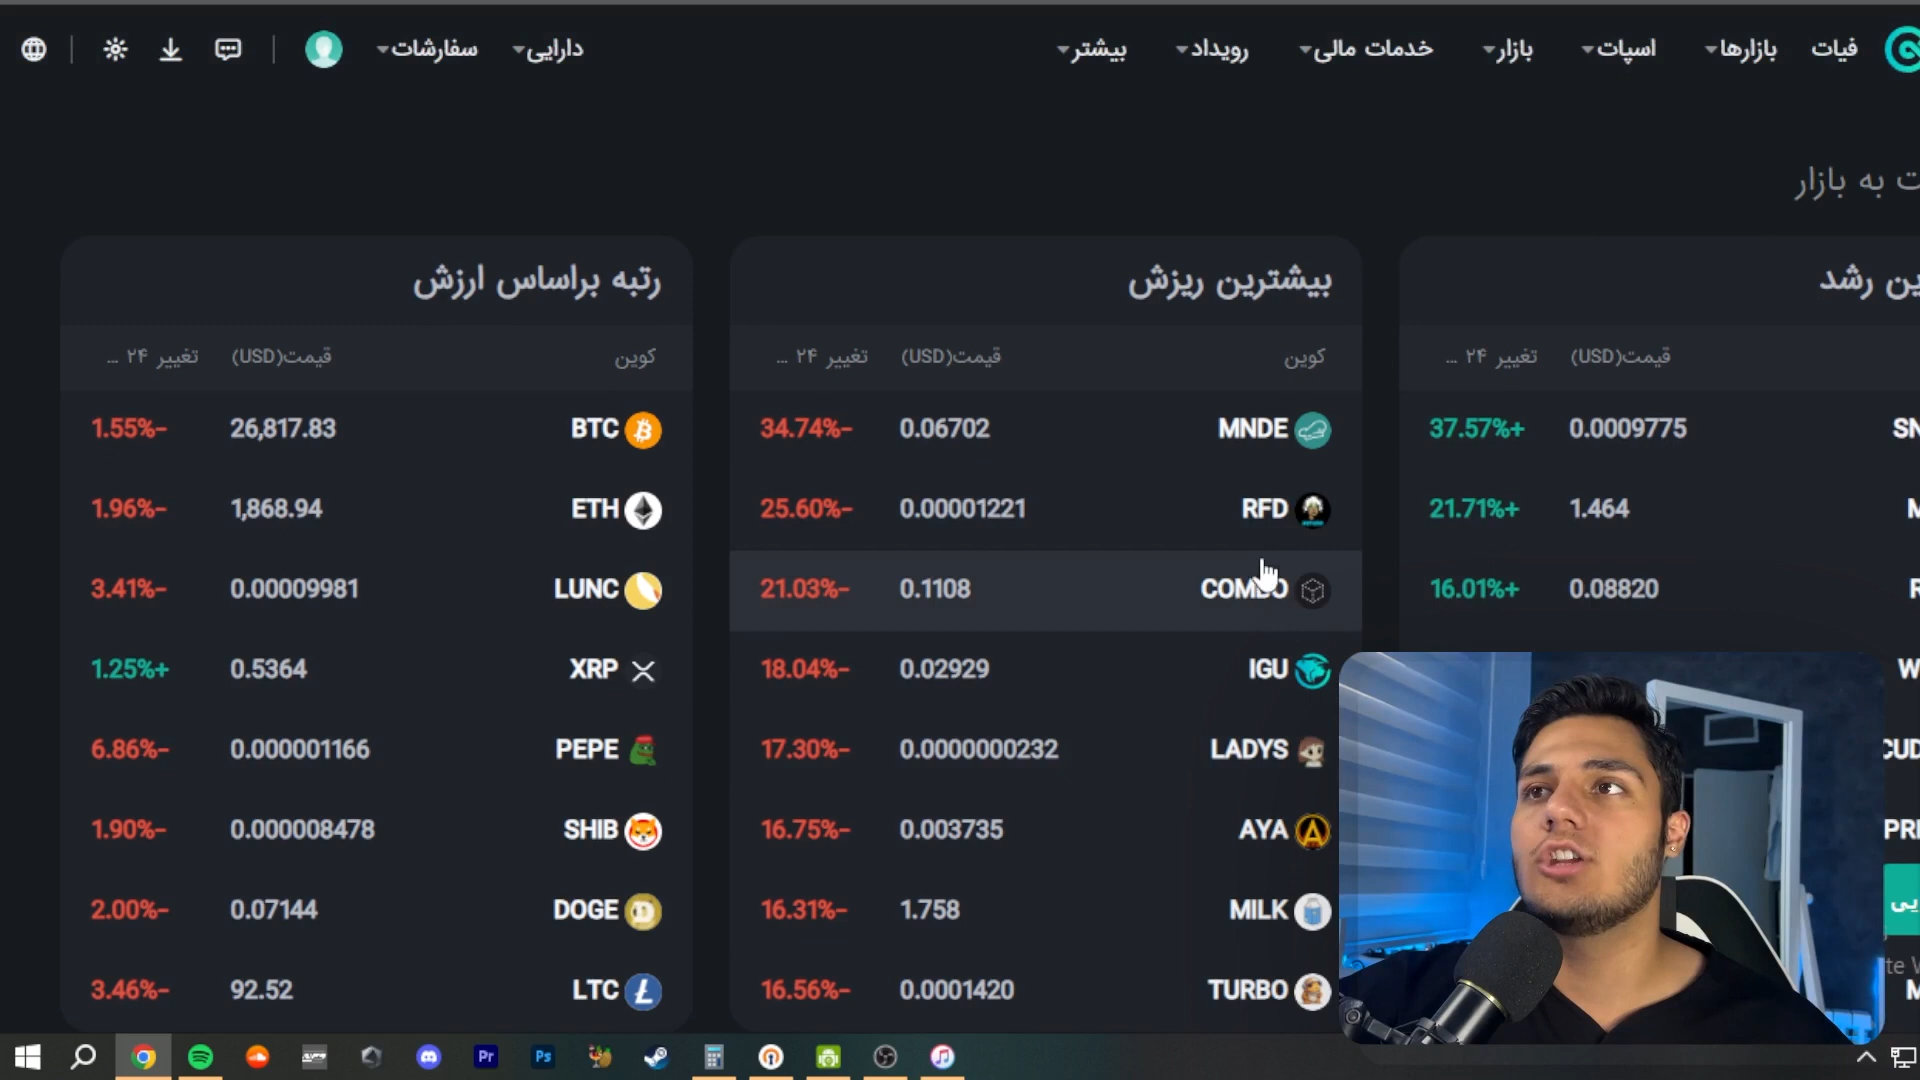 فیات
بازارها
اسپات
بازار
خدمات مالی
رویداد
بیشتر
دارایی
سفارشات
به بازار
رشد
قیمت(USD)
تغییر ۲۴ ...
0.0009775
37.57%+
1.464
21.71%+
0.08820
16.01%+
بیشترین ریزش
کوین
قیمت(USD)
تغییر ۲۴ ...
MNDE
0.06702
34.74%−
RFD
0.00001221
25.60%−
COMBO
0.1108
21.03%−
IGU
0.02929
18.04%−
LADYS
0.0000000232
17.30%−
AYA
0.003735
16.75%−
MILK
1.758
16.31%−
TURBO
0.0001420
16.56%−
رتبه براساس ارزش
کوین
قیمت(USD)
تغییر ۲۴ ...
BTC
26,817.83
1.55%−
ETH
1,868.94
1.96%−
LUNC
0.00009981
3.41%−
XRP
0.5364
1.25%+
PEPE
0.000001166
6.86%−
SHIB
0.000008478
1.90%−
DOGE
0.07144
2.00%−
LTC
92.52
3.46%−
Pr
Ps